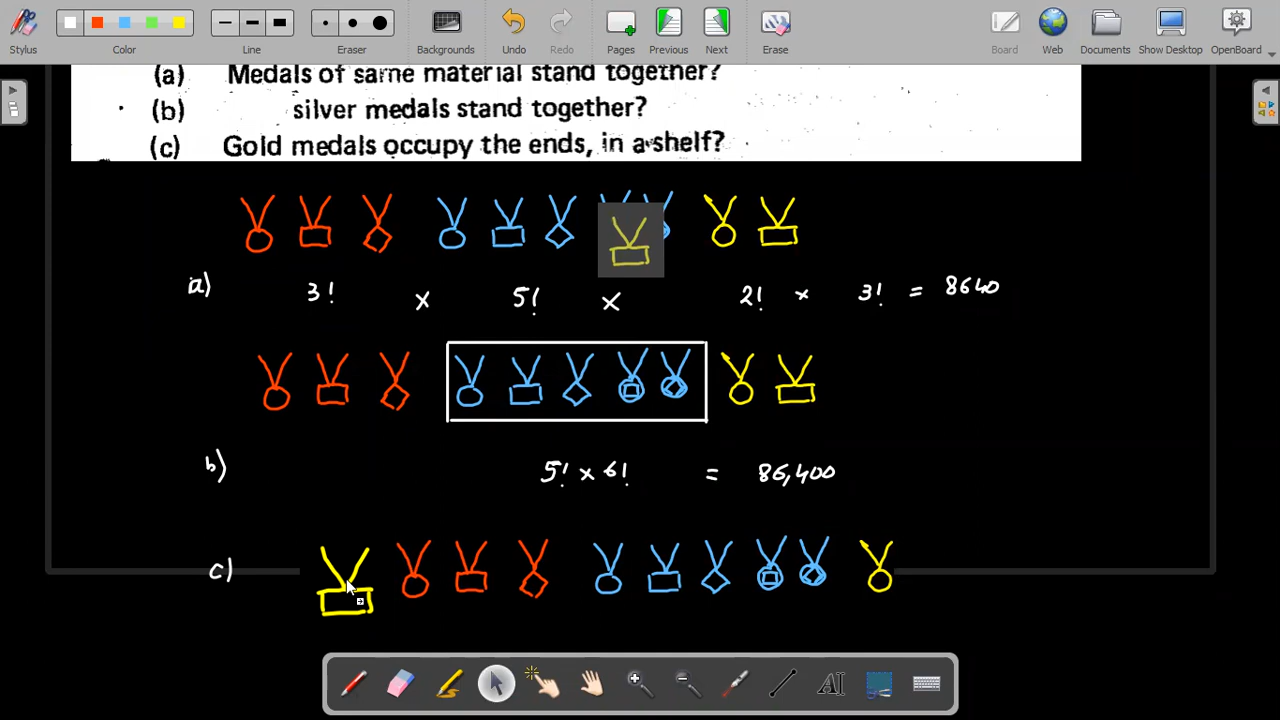 Stylus Color Line Eraser Backgrounds Undo Redo Pages Previous Next Erase Board Web Documents Show Desktop OpenBoard
(a) Medals of same material stand together?
(b) silver medals stand together?
(c) Gold medals occupy the ends, in a shelf?
a) 3! x 5! x 2! x 3! = 8640
b) 5! x 6! = 86,400
c)